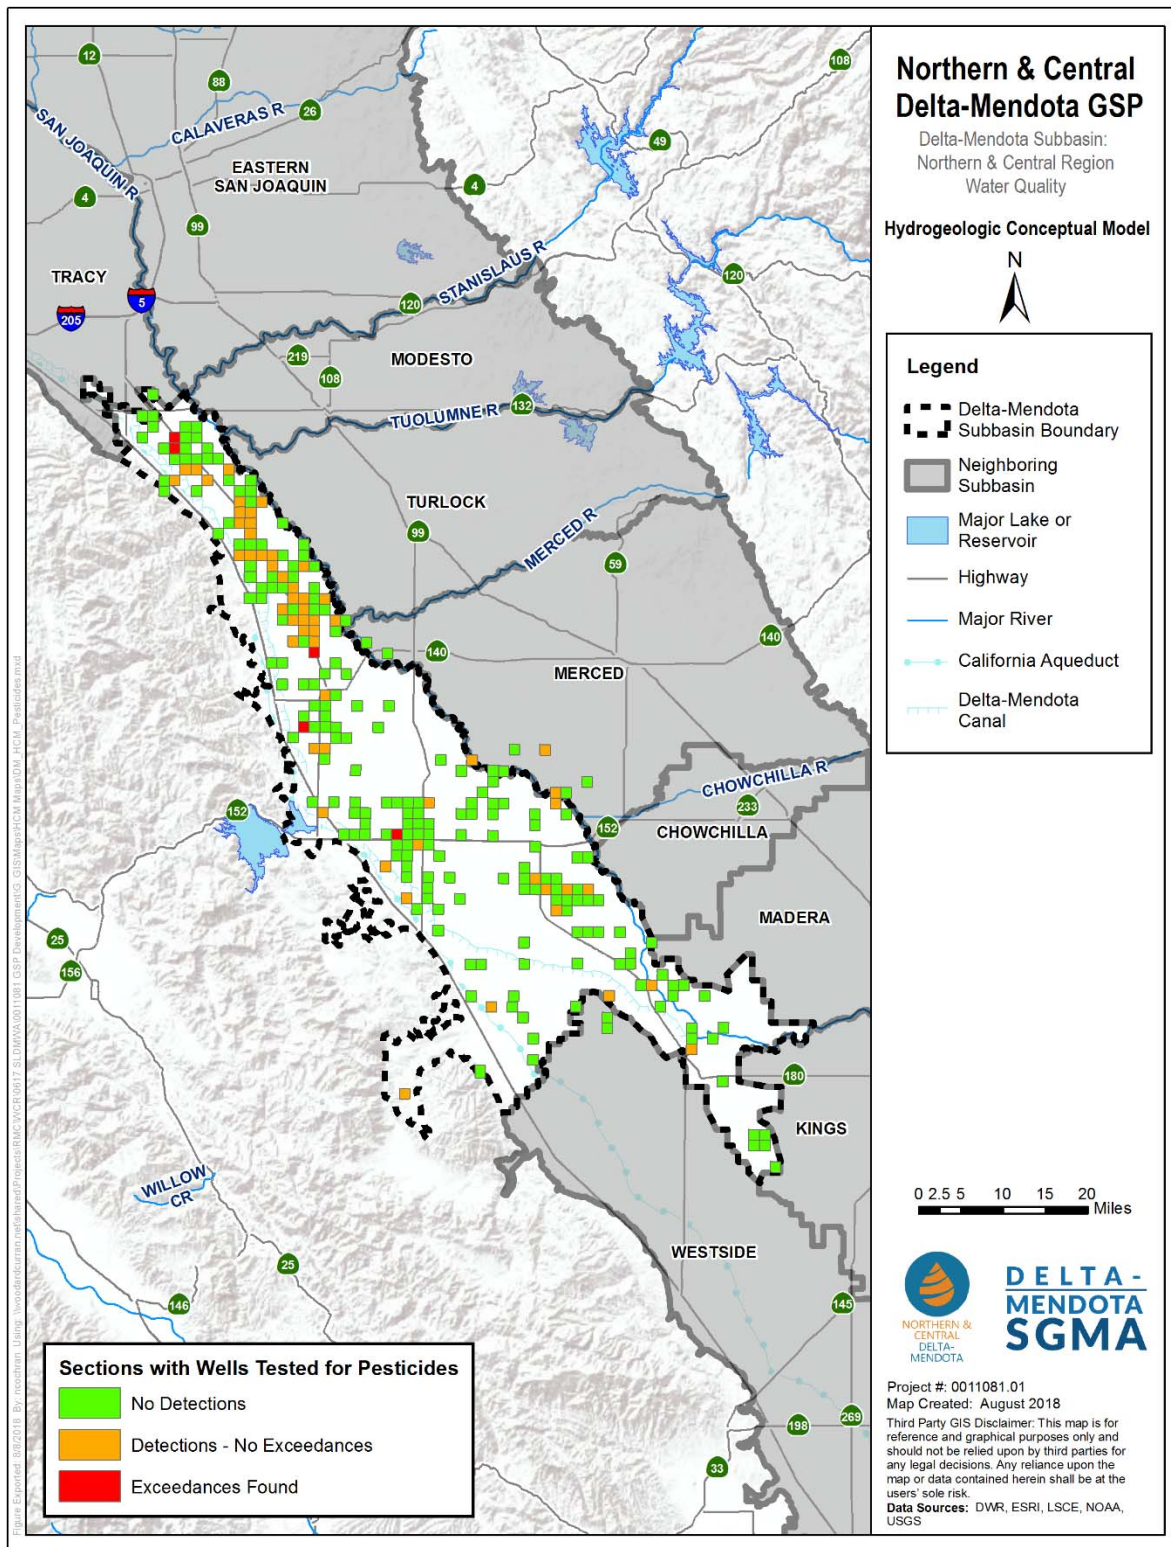 Northern & Central
Delta-Mendota GSP
Delta-Mendota Subbasin:
Northern & Central Region
Water Quality
Hydrogeologic Conceptual Model
N
Legend
Delta-Mendota
Subbasin Boundary
Neighboring
Subbasin
Major Lake or
Reservoir
Highway
Major River
California Aqueduct
Delta-Mendota
Canal
0 2.5 5 10 15 20
Miles
NORTHERN &
CENTRAL
DELTA-
MENDOTA
DELTA-
MENDOTA
SGMA
Project #: 0011081.01
Map Created: August 2018
Third Party GIS Disclaimer: This map is for
reference and graphical purposes only and
should not be relied upon by third parties for
any legal decisions. Any reliance upon the
map or data contained herein shall be at the
users' sole risk.
Data Sources: DWR, ESRI, LSCE, NOAA,
USGS
12
88
26
108
CALAVERAS R
SAN JOAQUIN R
EASTERN
SAN JOAQUIN
49
4
4
99
TRACY
5
205
STANISLAUS R
120
120
219
108
MODESTO
TUOLUMNE R
132
TURLOCK
99
MERCED R
59
140
140
MERCED
CHOWCHILLA R
233
152
152
CHOWCHILLA
MADERA
25
156
180
KINGS
WILLOW
CR
WESTSIDE
25
146
145
198
269
33
Sections with Wells Tested for Pesticides
No Detections
Detections - No Exceedances
Exceedances Found